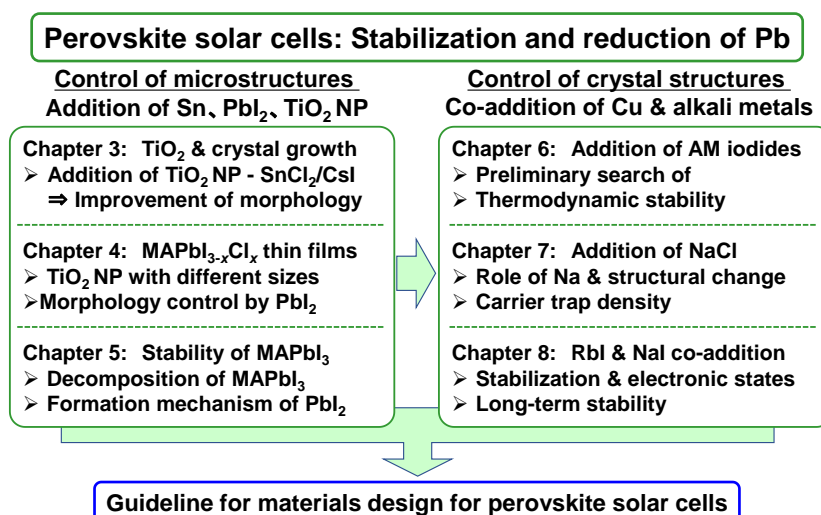 Perovskite solar cells: Stabilization and reduction of Pb
Control of microstructures
Addition of Sn、PbI₂、TiO₂ NP
Chapter 3: TiO₂ & crystal growth
➢ Addition of TiO₂ NP - SnCl₂/CsI
⇒ Improvement of morphology
Chapter 4: MAPbI₃₋ₓClₓ thin films
➢ TiO₂ NP with different sizes
➢Morphology control by PbI₂
Chapter 5: Stability of MAPbI₃
➢ Decomposition of MAPbI₃
➢ Formation mechanism of PbI₂
Control of crystal structures
Co-addition of Cu & alkali metals
Chapter 6: Addition of AM iodides
➢ Preliminary search of
➢ Thermodynamic stability
Chapter 7: Addition of NaCl
➢ Role of Na & structural change
➢ Carrier trap density
Chapter 8: RbI & NaI co-addition
➢ Stabilization & electronic states
➢ Long-term stability
Guideline for materials design for perovskite solar cells